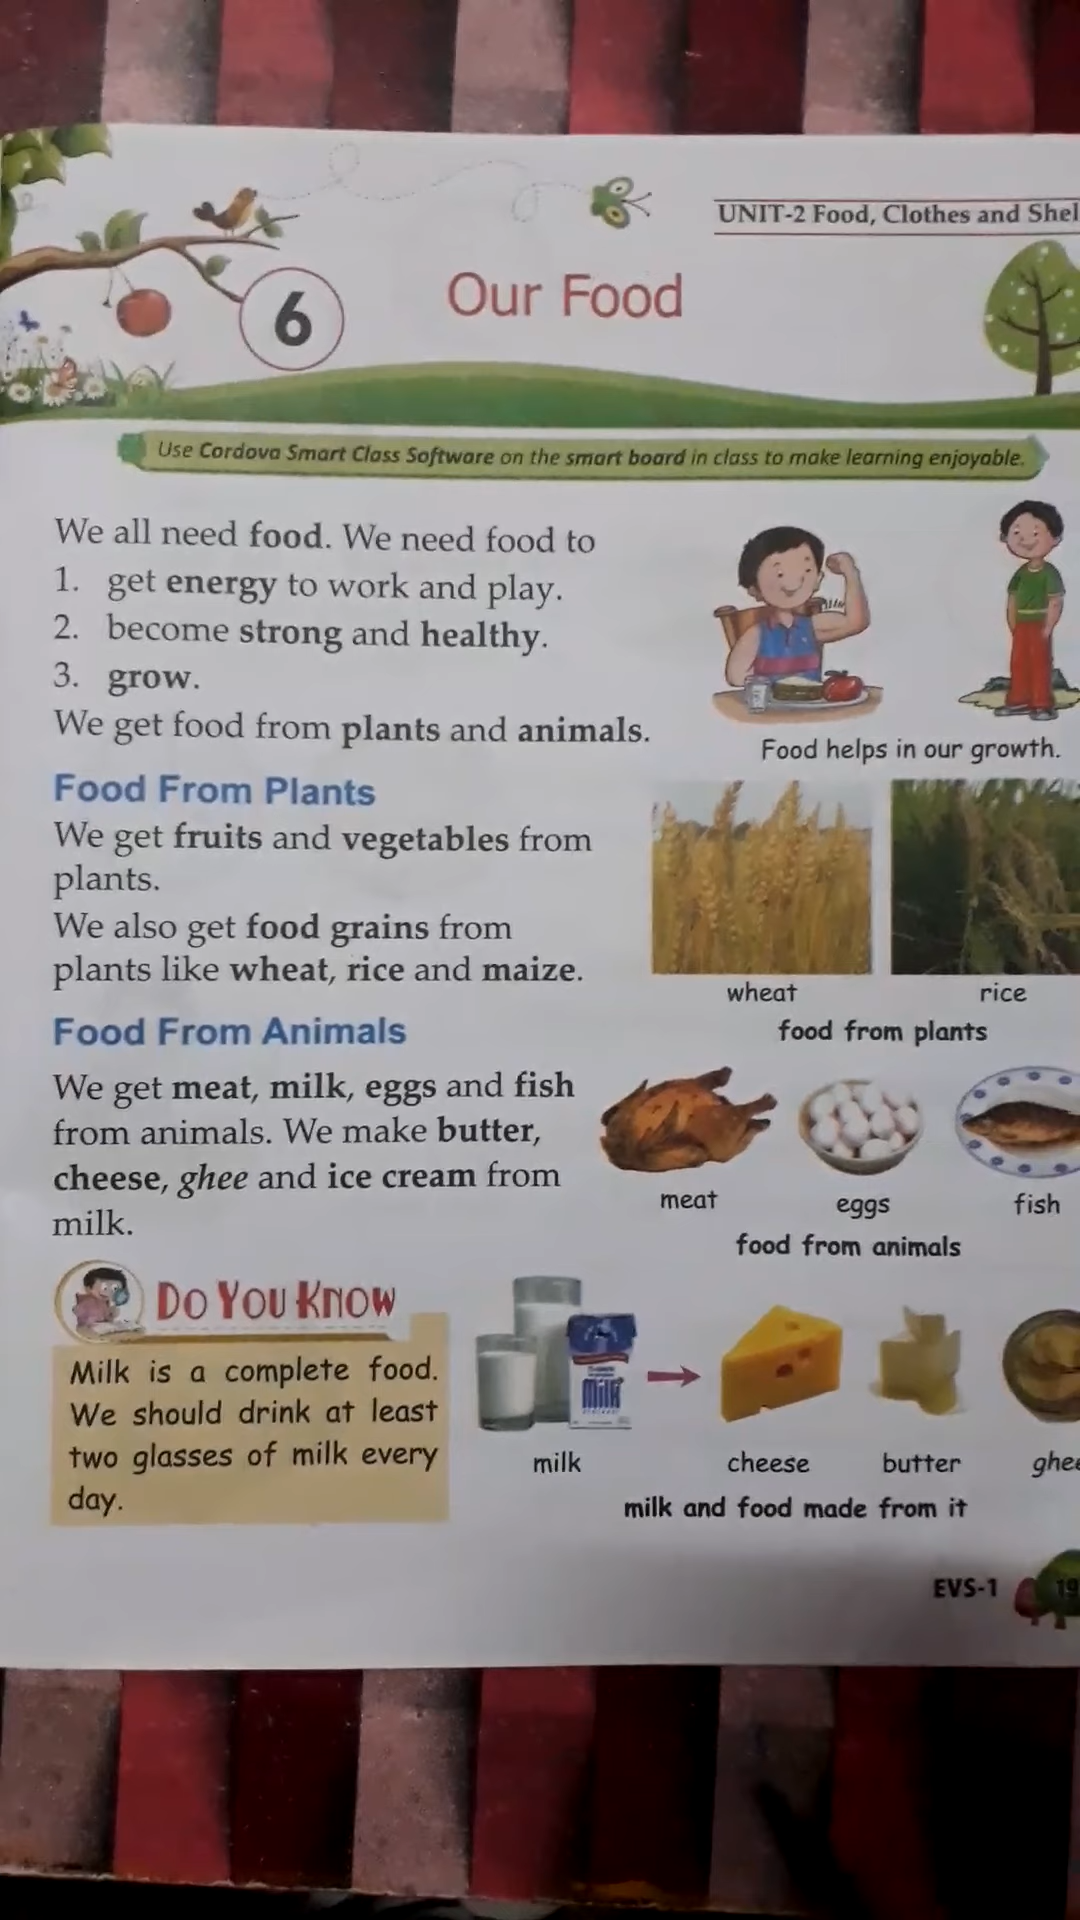 UNIT-2 Food, Clothes and
6
Our Food
Use Cordova Smart Class Software on the smart board in class to make learning enjoyable.
We all need food. We need food to
1. get energy to work and play.
2. become strong and healthy.
3. grow.
We get food from plants and animals.
Food helps in our growth.
Food From Plants
We get fruits and vegetables from
plants.
We also get food grains from
plants like wheat, rice and maize.
wheat
rice
food from plants
Food From Animals
We get meat, milk, eggs and fish
from animals. We make butter,
cheese, ghee and ice cream from
milk.
meat
eggs
fish
food from animals
DO YOU KNOW
Milk is a complete food.
We should drink at least
two glasses of milk every
day.
milk
milk
cheese
butter
milk and food made from it
EVS-1
19